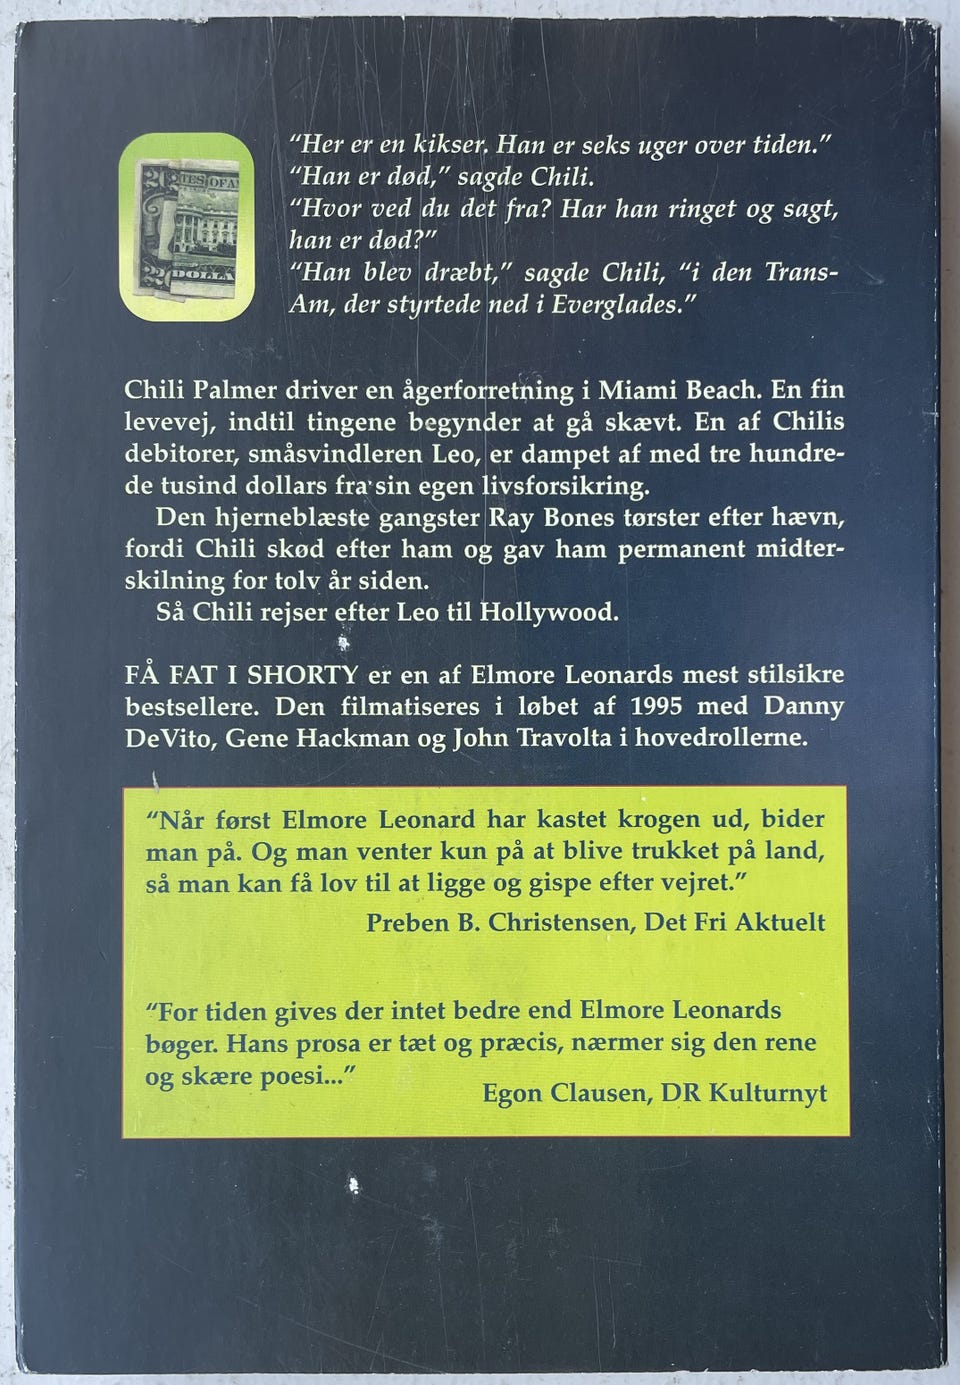 "Her er en kikser. Han er seks uger over tiden."
"Han er død," sagde Chili.
"Hvor ved du det fra? Har han ringet og sagt,
han er død?"
"Han blev dræbt," sagde Chili, "i den Trans-
Am, der styrtede ned i Everglades."
TES OF A
DOLLA
Chili Palmer driver en ågerforretning i Miami Beach. En fin
levevej, indtil tingene begynder at gå skævt. En af Chilis
debitorer, småsvindleren Leo, er dampet af med tre hundre-
de tusind dollars fra sin egen livsforsikring.
Den hjerneblæste gangster Ray Bones tørster efter hævn,
fordi Chili skød efter ham og gav ham permanent midter-
skilning for tolv år siden.
Så Chili rejser efter Leo til Hollywood.
FÅ FAT I SHORTY er en af Elmore Leonards mest stilsikre
bestsellere. Den filmatiseres i løbet af 1995 med Danny
DeVito, Gene Hackman og John Travolta i hovedrollerne.
"Når først Elmore Leonard har kastet krogen ud, bider
man på. Og man venter kun på at blive trukket på land,
så man kan få lov til at ligge og gispe efter vejret."
Preben B. Christensen, Det Fri Aktuelt
"For tiden gives der intet bedre end Elmore Leonards
bøger. Hans prosa er tæt og præcis, nærmer sig den rene
og skære poesi..."
Egon Clausen, DR Kulturnyt